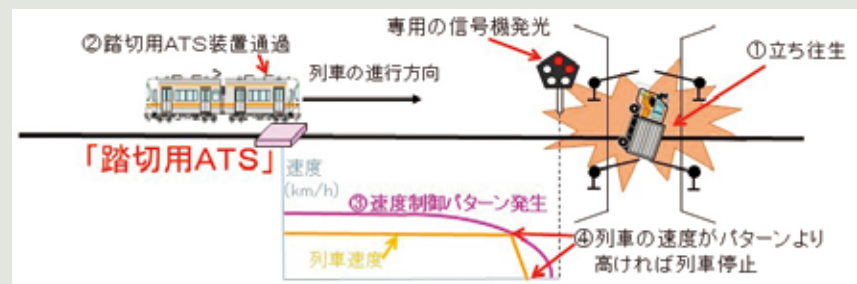 専用の信号機発光
②踏切用ATS装置通過
①立ち往生
列車の進行方向
「踏切用ATS」
速度
(km/h)
③速度制御パターン発生
列車速度
④列車の速度がパターンより
高ければ列車停止